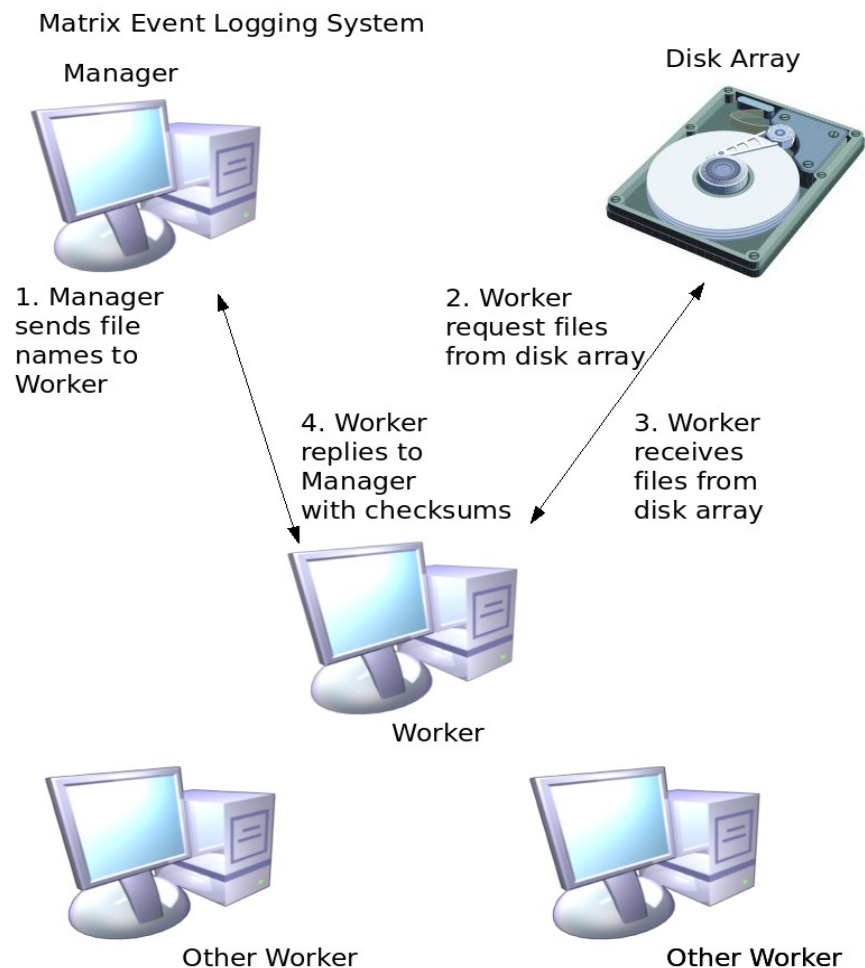 Matrix Event Logging System
Manager
Disk Array
1. Manager
sends file
names to
Worker
2. Worker
request files
from disk array
4. Worker
replies to
Manager
with checksums
3. Worker
receives
files from
disk array
Worker
Other Worker
Other Worker